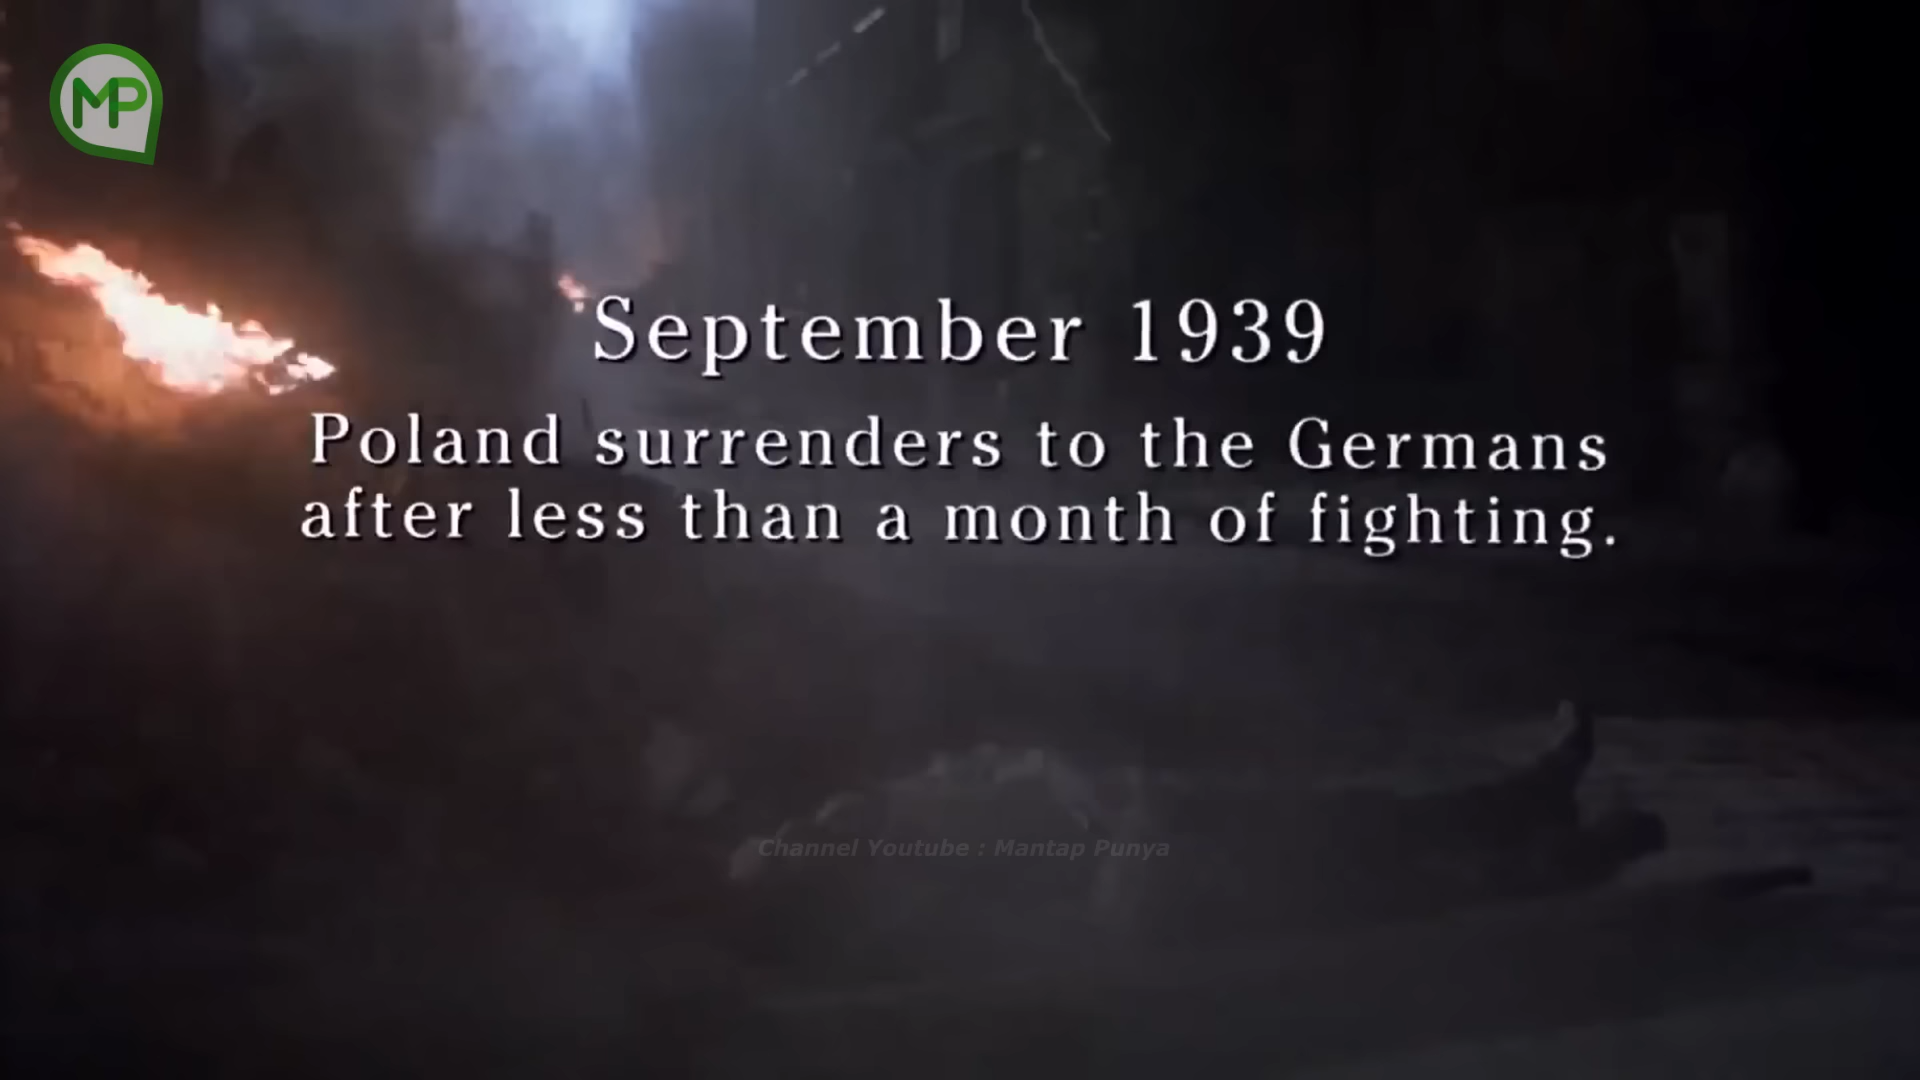 MP
September 1939
Poland surrenders to the Germans
after less than a month of fighting.
Channel Youtube : Mantap Punya